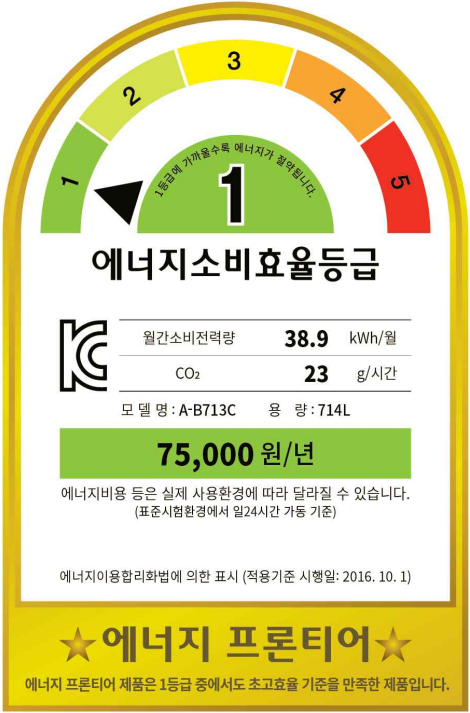 1 2 3 4 5
1등급에 가까울수록 에너지가 절약됩니다.
1
에너지소비효율등급
월간소비전력량 38.9 kWh/월
CO₂ 23 g/시간
모 델 명 : A-B713C 용 량 : 714L
75,000 원/년
에너지비용 등은 실제 사용환경에 따라 달라질 수 있습니다.
(표준시험환경에서 일24시간 가동 기준)
에너지이용합리화법에 의한 표시 (적용기준 시행일: 2016. 10. 1)
에너지 프론티어
에너지 프론티어 제품은 1등급 중에서도 초고효율 기준을 만족한 제품입니다.